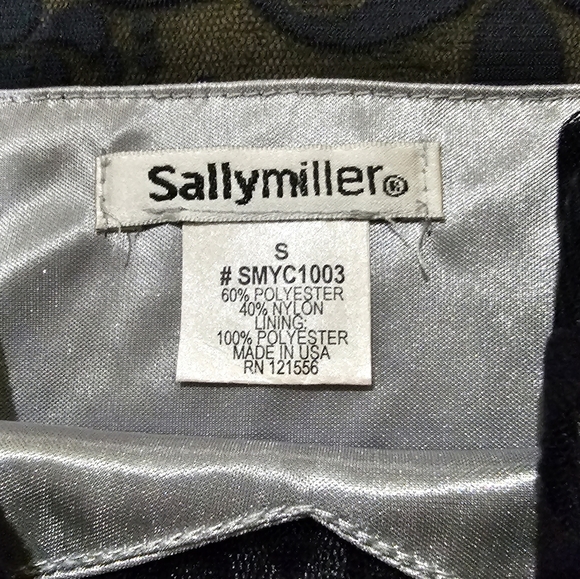 Sallymiller®
S
# SMYC1003
60% POLYESTER
40% NYLON
LINING:
100% POLYESTER
MADE IN USA
RN 121556